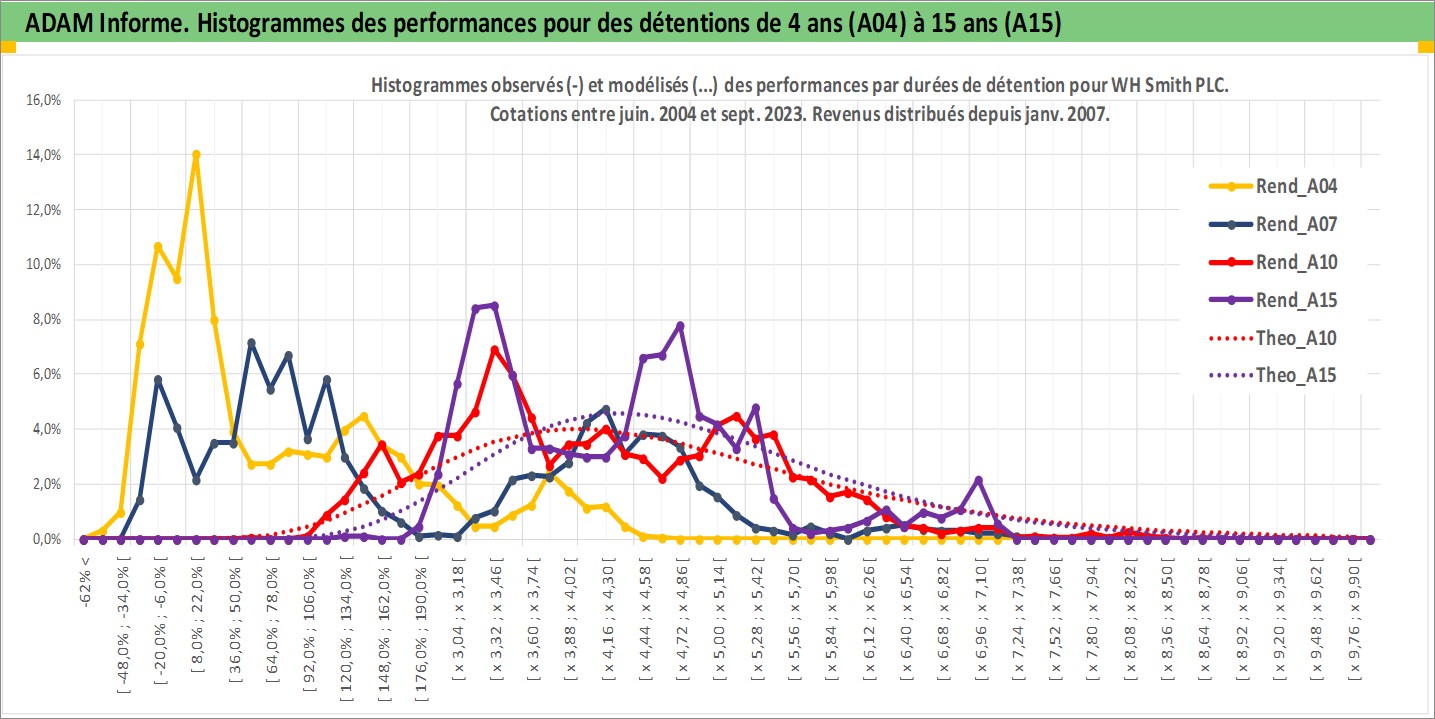 ADAM Informe. Histogrammes des performances pour des détentions de 4 ans (A04) à 15 ans (A15)
Histogrammes observés (-) et modélisés (...) des performances par durées de détention pour WH Smith PLC.
Cotations entre juin. 2004 et sept. 2023. Revenus distribués depuis janv. 2007.
16,0%
14,0%
12,0%
10,0%
8,0%
6,0%
4,0%
2,0%
0,0%
Rend_A04
Rend_A07
Rend_A10
Rend_A15
Theo_A10
Theo_A15
-62% <
[ -48,0% ; -34,0% [
[ -20,0% ; -6,0% [
[ 8,0% ; 22,0% [
[ 36,0% ; 50,0% [
[ 64,0% ; 78,0% [
[ 92,0% ; 106,0% [
[ 120,0% ; 134,0% [
[ 148,0% ; 162,0% [
[ 176,0% ; 190,0% [
[ x 3,04 ; x 3,18 [
[ x 3,32 ; x 3,46 [
[ x 3,60 ; x 3,74 [
[ x 3,88 ; x 4,02 [
[ x 4,16 ; x 4,30 [
[ x 4,44 ; x 4,58 [
[ x 4,72 ; x 4,86 [
[ x 5,00 ; x 5,14 [
[ x 5,28 ; x 5,42 [
[ x 5,56 ; x 5,70 [
[ x 5,84 ; x 5,98 [
[ x 6,12 ; x 6,26 [
[ x 6,40 ; x 6,54 [
[ x 6,68 ; x 6,82 [
[ x 6,96 ; x 7,10 [
[ x 7,24 ; x 7,38 [
[ x 7,52 ; x 7,66 [
[ x 7,80 ; x 7,94 [
[ x 8,08 ; x 8,22 [
[ x 8,36 ; x 8,50 [
[ x 8,64 ; x 8,78 [
[ x 8,92 ; x 9,06 [
[ x 9,20 ; x 9,34 [
[ x 9,48 ; x 9,62 [
[ x 9,76 ; x 9,90 [